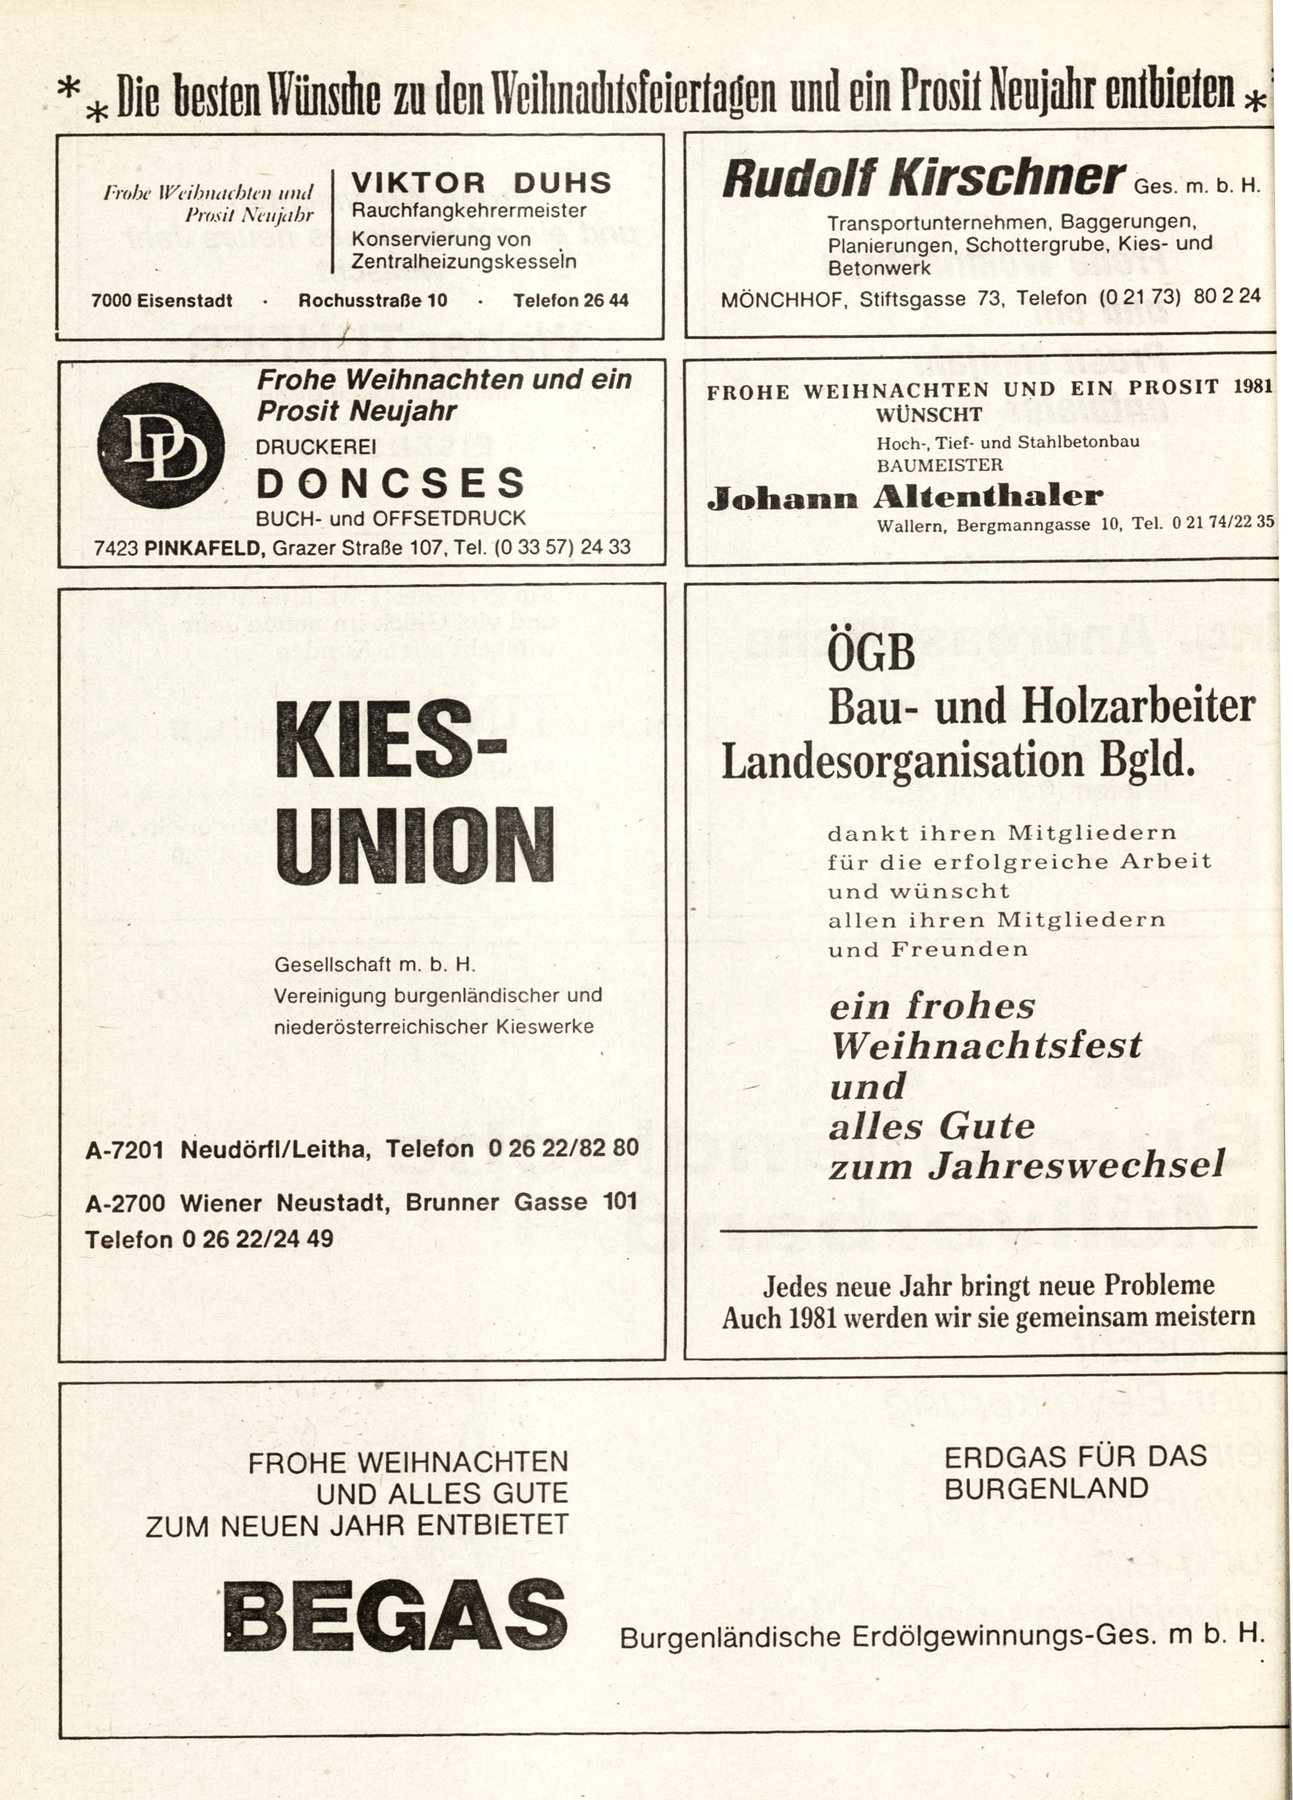 * * Die besten Wünsche zu den Weihnachtsfeiertagen und ein Prosit Neujahr entbieten *
Frohe Weihnachten und
Prosit Neujahr
VIKTOR DUHS
Rauchfangkehrermeister
Konservierung von
Zentralheizungskesseln
7000 Eisenstadt · Rochusstraße 10 · Telefon 26 44
Rudolf Kirschner Ges. m. b. H.
Transportunternehmen, Baggerungen,
Planierungen, Schottergrube, Kies- und
Betonwerk
MÖNCHHOF, Stiftsgasse 73, Telefon (0 21 73) 80 2 24
DD
Frohe Weihnachten und ein
Prosit Neujahr
DRUCKEREI
DONCSES
BUCH- und OFFSETDRUCK
7423 PINKAFELD, Grazer Straße 107, Tel. (0 33 57) 24 33
FROHE WEIHNACHTEN UND EIN PROSIT 1981
WÜNSCHT
Hoch-, Tief- und Stahlbetonbau
BAUMEISTER
Johann Altenthaler
Wallern, Bergmanngasse 10, Tel. 0 21 74/22 35
KIES-
UNION
Gesellschaft m. b. H.
Vereinigung burgenländischer und
niederösterreichischer Kieswerke
A-7201 Neudörfl/Leitha, Telefon 0 26 22/82 80
A-2700 Wiener Neustadt, Brunner Gasse 101
Telefon 0 26 22/24 49
ÖGB
Bau- und Holzarbeiter
Landesorganisation Bgld.
dankt ihren Mitgliedern
für die erfolgreiche Arbeit
und wünscht
allen ihren Mitgliedern
und Freunden
ein frohes
Weihnachtsfest
und
alles Gute
zum Jahreswechsel
Jedes neue Jahr bringt neue Probleme
Auch 1981 werden wir sie gemeinsam meistern
FROHE WEIHNACHTEN
UND ALLES GUTE
ZUM NEUEN JAHR ENTBIETET
BEGAS
ERDGAS FÜR DAS
BURGENLAND
Burgenländische Erdölgewinnungs-Ges. m b. H.